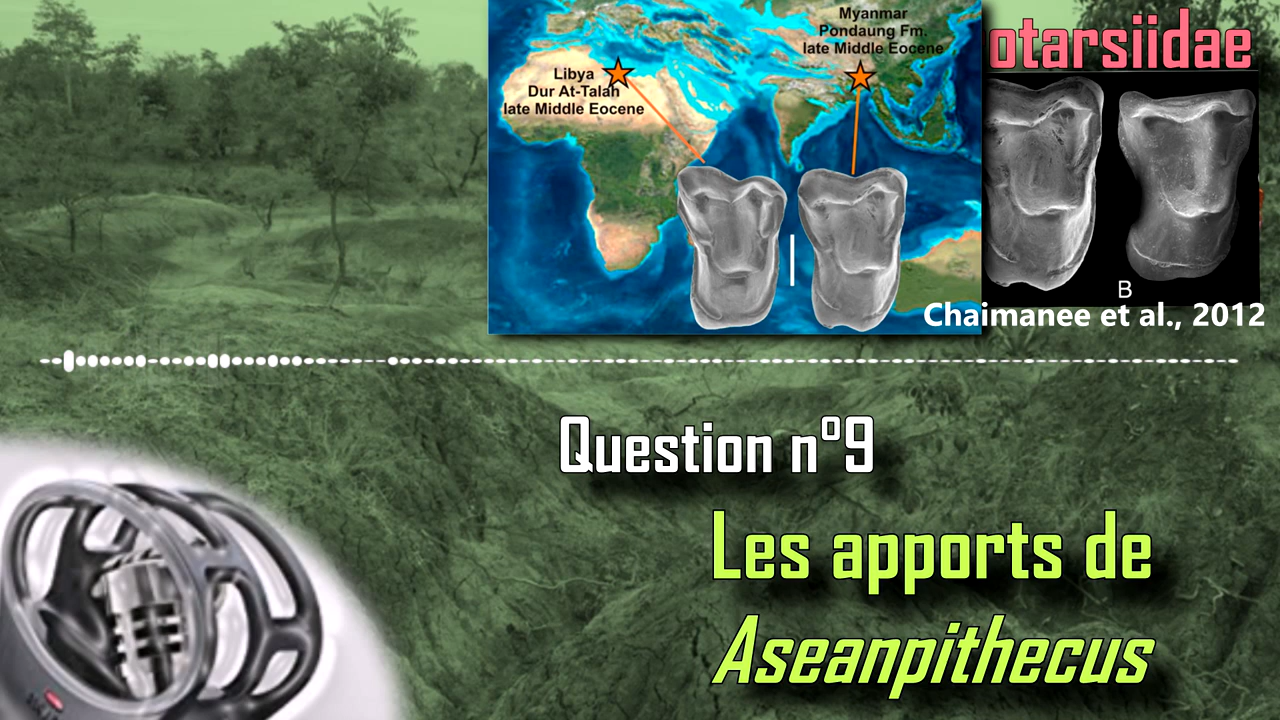 Myanmar
Pondaung Fm.
late Middle Eocene
Libya
Dur At-Talah
late Middle Eocene
otarsiidae
B
Chaimanee et al., 2012
Question n°9
Les apports de
Aseanpithecus